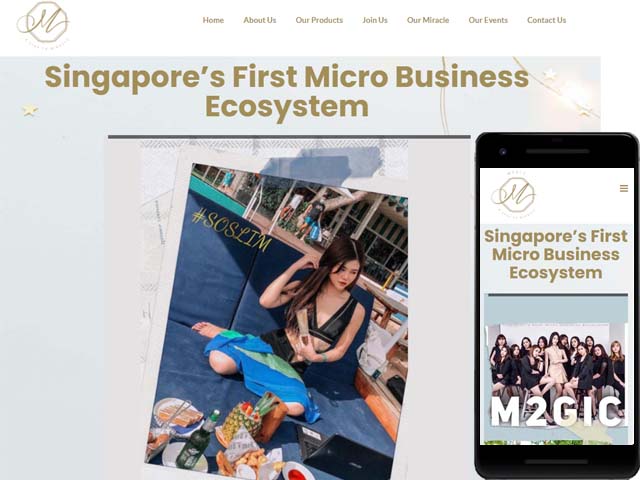 Home About Us Our Products Join Us Our Miracle Our Events Contact Us
Singapore's First Micro Business
Ecosystem
#SOSLIM
Singapore's First
Micro Business
Ecosystem
M2GIC